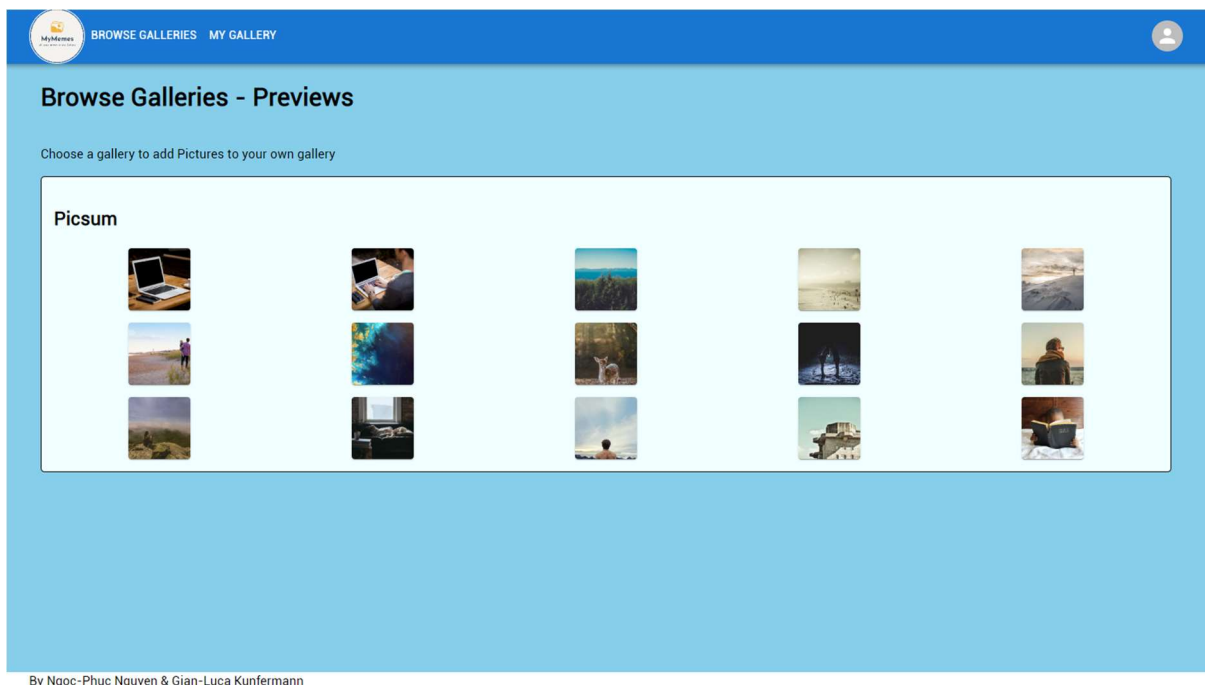 MyMemes
BROWSE GALLERIES MY GALLERY
Browse Galleries - Previews
Choose a gallery to add Pictures to your own gallery
Picsum
By Ngoc-Phuc Nguyen & Gian-Luca Kunfermann